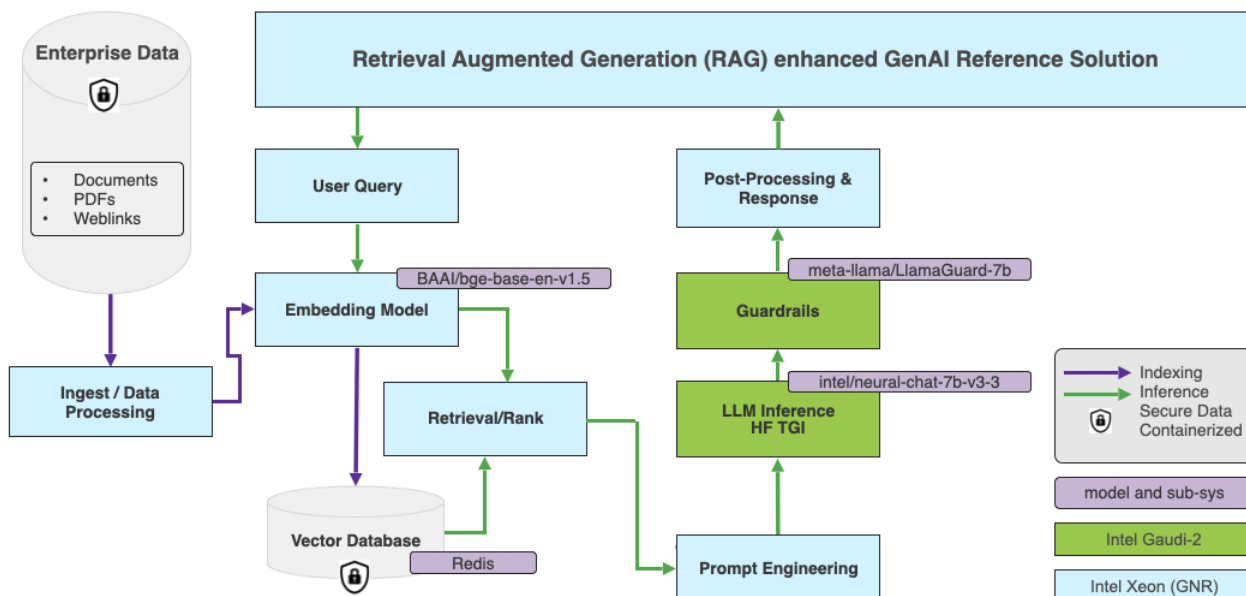 Enterprise Data
• Documents
• PDFs
• Weblinks
Retrieval Augmented Generation (RAG) enhanced GenAI Reference Solution
User Query
Post-Processing &
Response
BAAI/bge-base-en-v1.5
Embedding Model
meta-llama/LlamaGuard-7b
Guardrails
Ingest / Data
Processing
Retrieval/Rank
intel/neural-chat-7b-v3-3
LLM Inference
HF TGI
Vector Database
Redis
Prompt Engineering
Indexing
Inference
Secure Data
Containerized
model and sub-sys
Intel Gaudi-2
Intel Xeon (GNR)